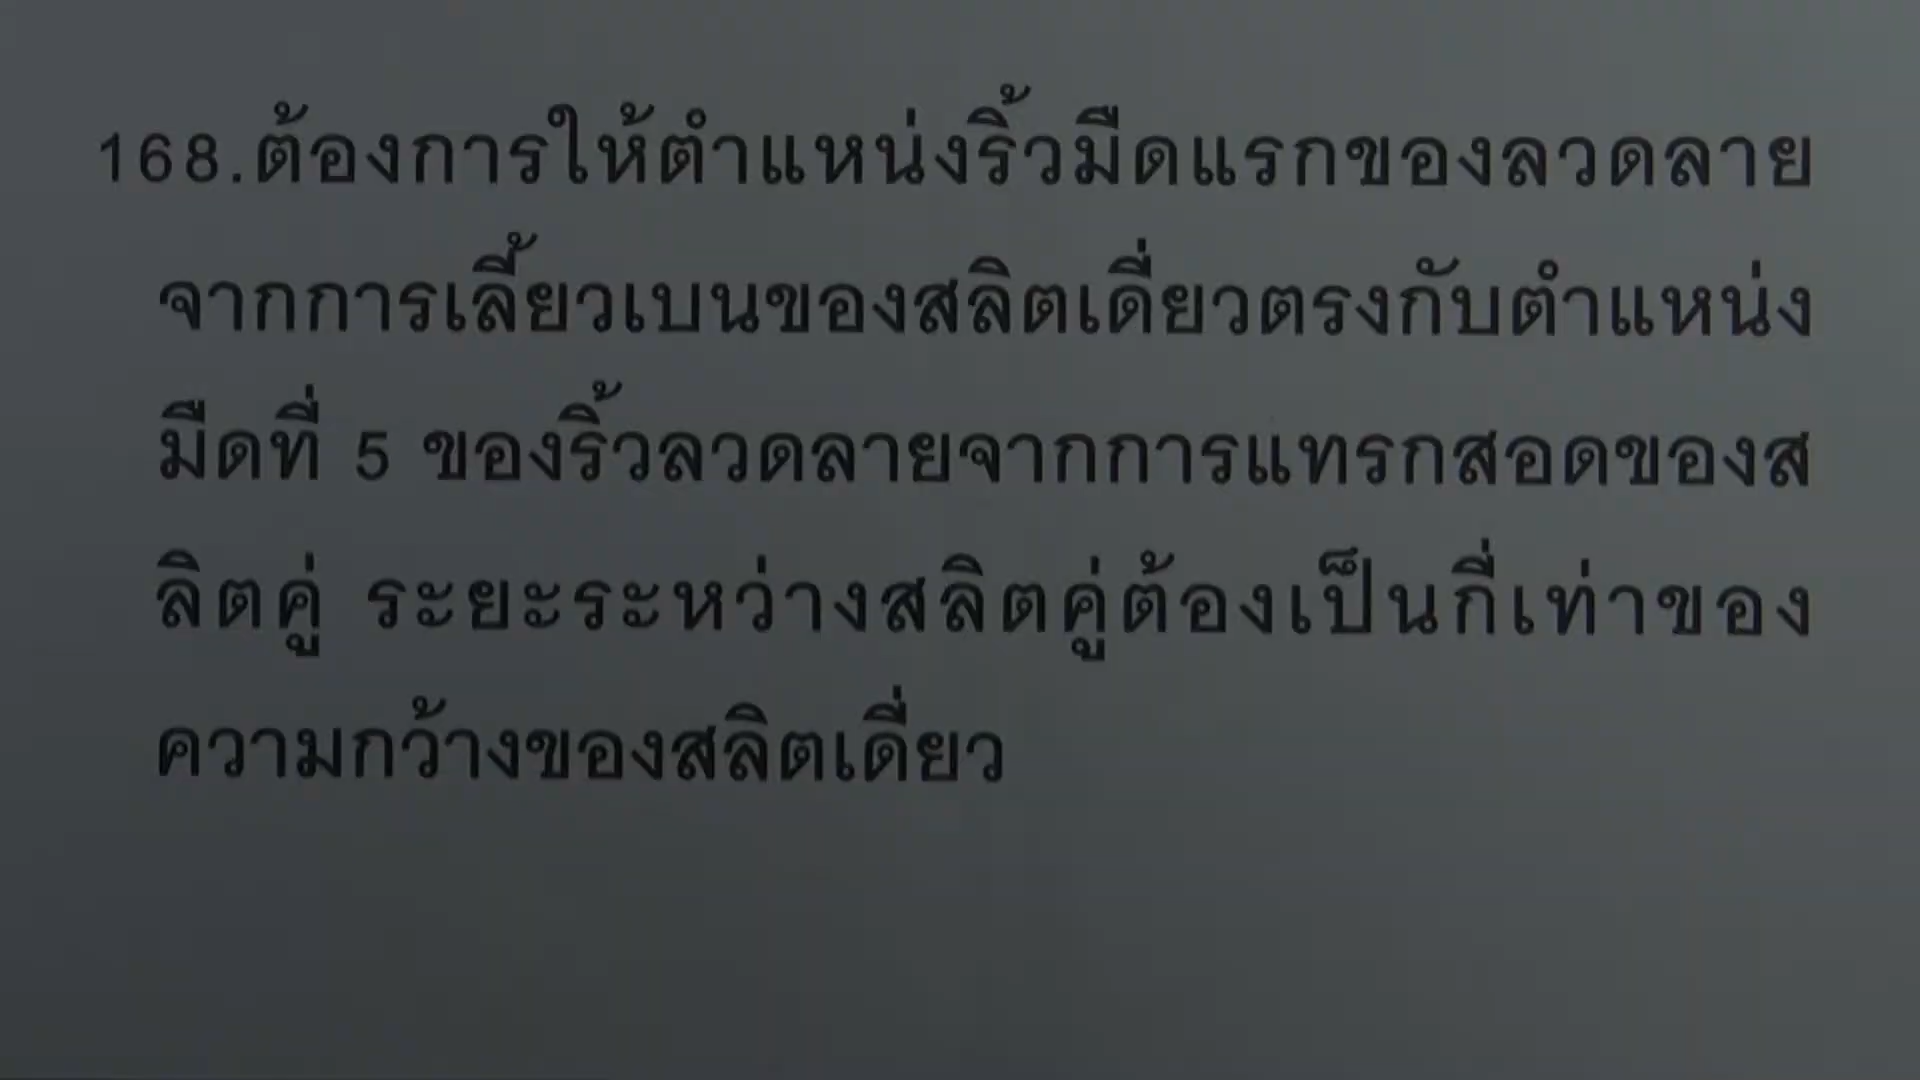 168.ต้องการให้ตำแหน่งริ้วมืดแรกของลวดลาย
จากการเลี้ยวเบนของสลิตเดี่ยวตรงกับตำแหน่ง
มืดที่ 5 ของริ้วลวดลายจากการแทรกสอดของส
ลิตคู่ ระยะระหว่างสลิตคู่ต้องเป็นกี่เท่าของ
ความกว้างของสลิตเดี่ยว